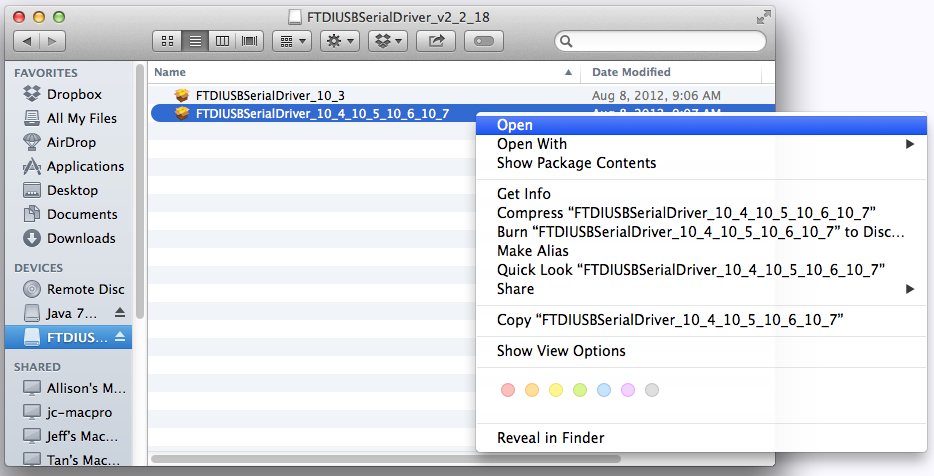 FTDIUSBSerialDriver_v2_2_18
FAVORITES
Dropbox
All My Files
AirDrop
Applications
Desktop
Documents
Downloads
DEVICES
Remote Disc
Java 7...
FTDIUS...
SHARED
Allison's M...
jc-macpro
Jeff's Mac...
Tan's Mac...
Name
Date Modified
FTDIUSBSerialDriver_10_3
Aug 8, 2012, 9:06 AM
FTDIUSBSerialDriver_10_4_10_5_10_6_10_7
Aug 8, 2012, 9:07 AM
Open
Open With
Show Package Contents
Get Info
Compress “FTDIUSBSerialDriver_10_4_10_5_10_6_10_7”
Burn “FTDIUSBSerialDriver_10_4_10_5_10_6_10_7” to Disc...
Make Alias
Quick Look “FTDIUSBSerialDriver_10_4_10_5_10_6_10_7”
Share
Copy “FTDIUSBSerialDriver_10_4_10_5_10_6_10_7”
Show View Options
Reveal in Finder